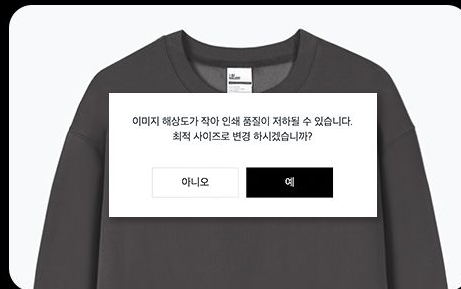 이미지 해상도가 작아 인쇄 품질이 저하될 수 있습니다.
최적 사이즈로 변경 하시겠습니까?
아니오
예